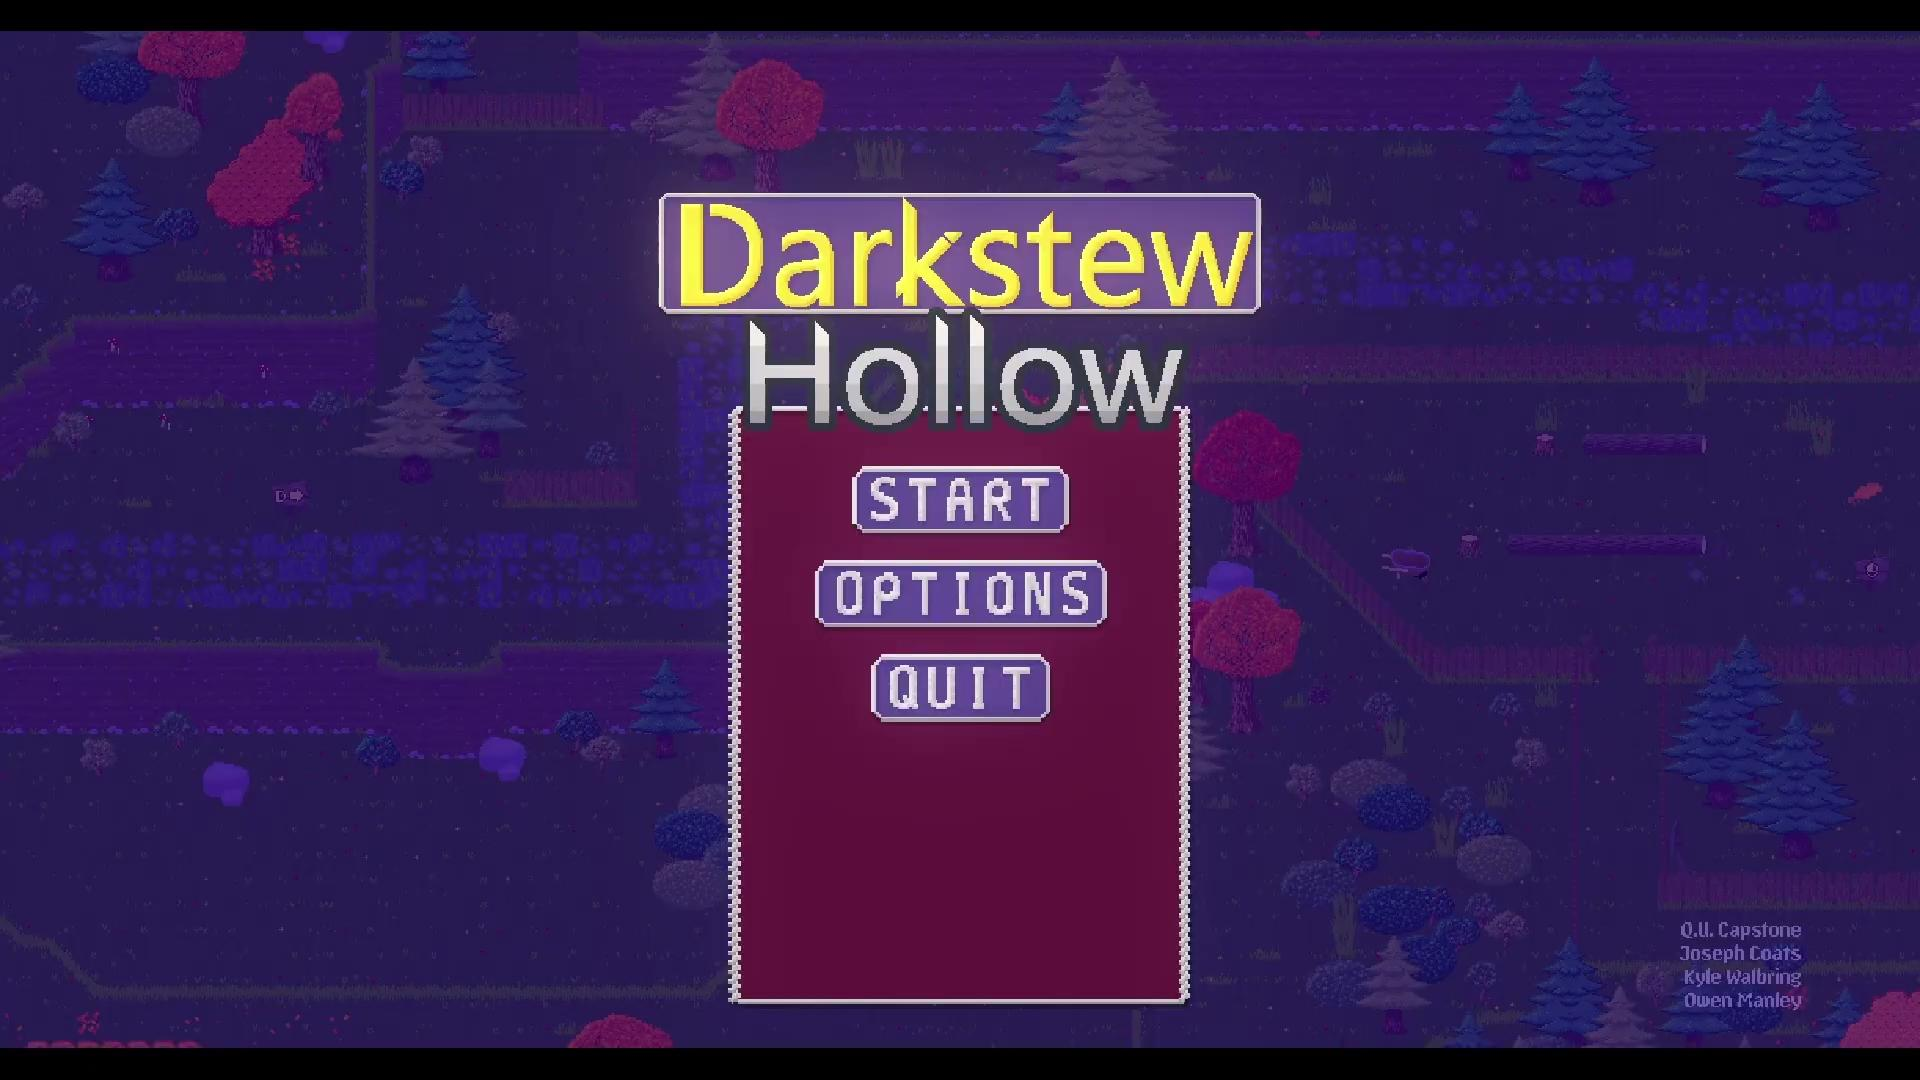 Darkstew
Hollow
START
OPTIONS
QUIT
Q.U. Capstone
Joseph Coats
Kyle Walbring
Owen Manley